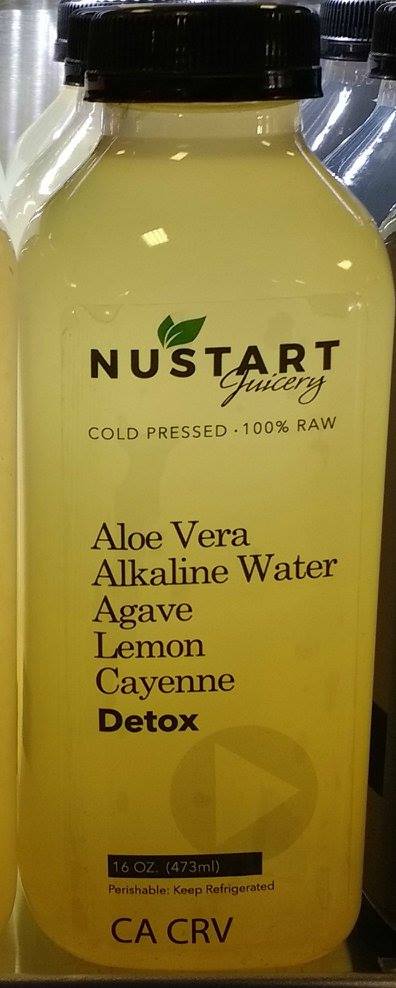 NUSTART
Juicery
COLD PRESSED · 100% RAW
Aloe Vera
Alkaline Water
Agave
Lemon
Cayenne
Detox
16 OZ. (473ml)
Perishable: Keep Refrigerated
CA CRV